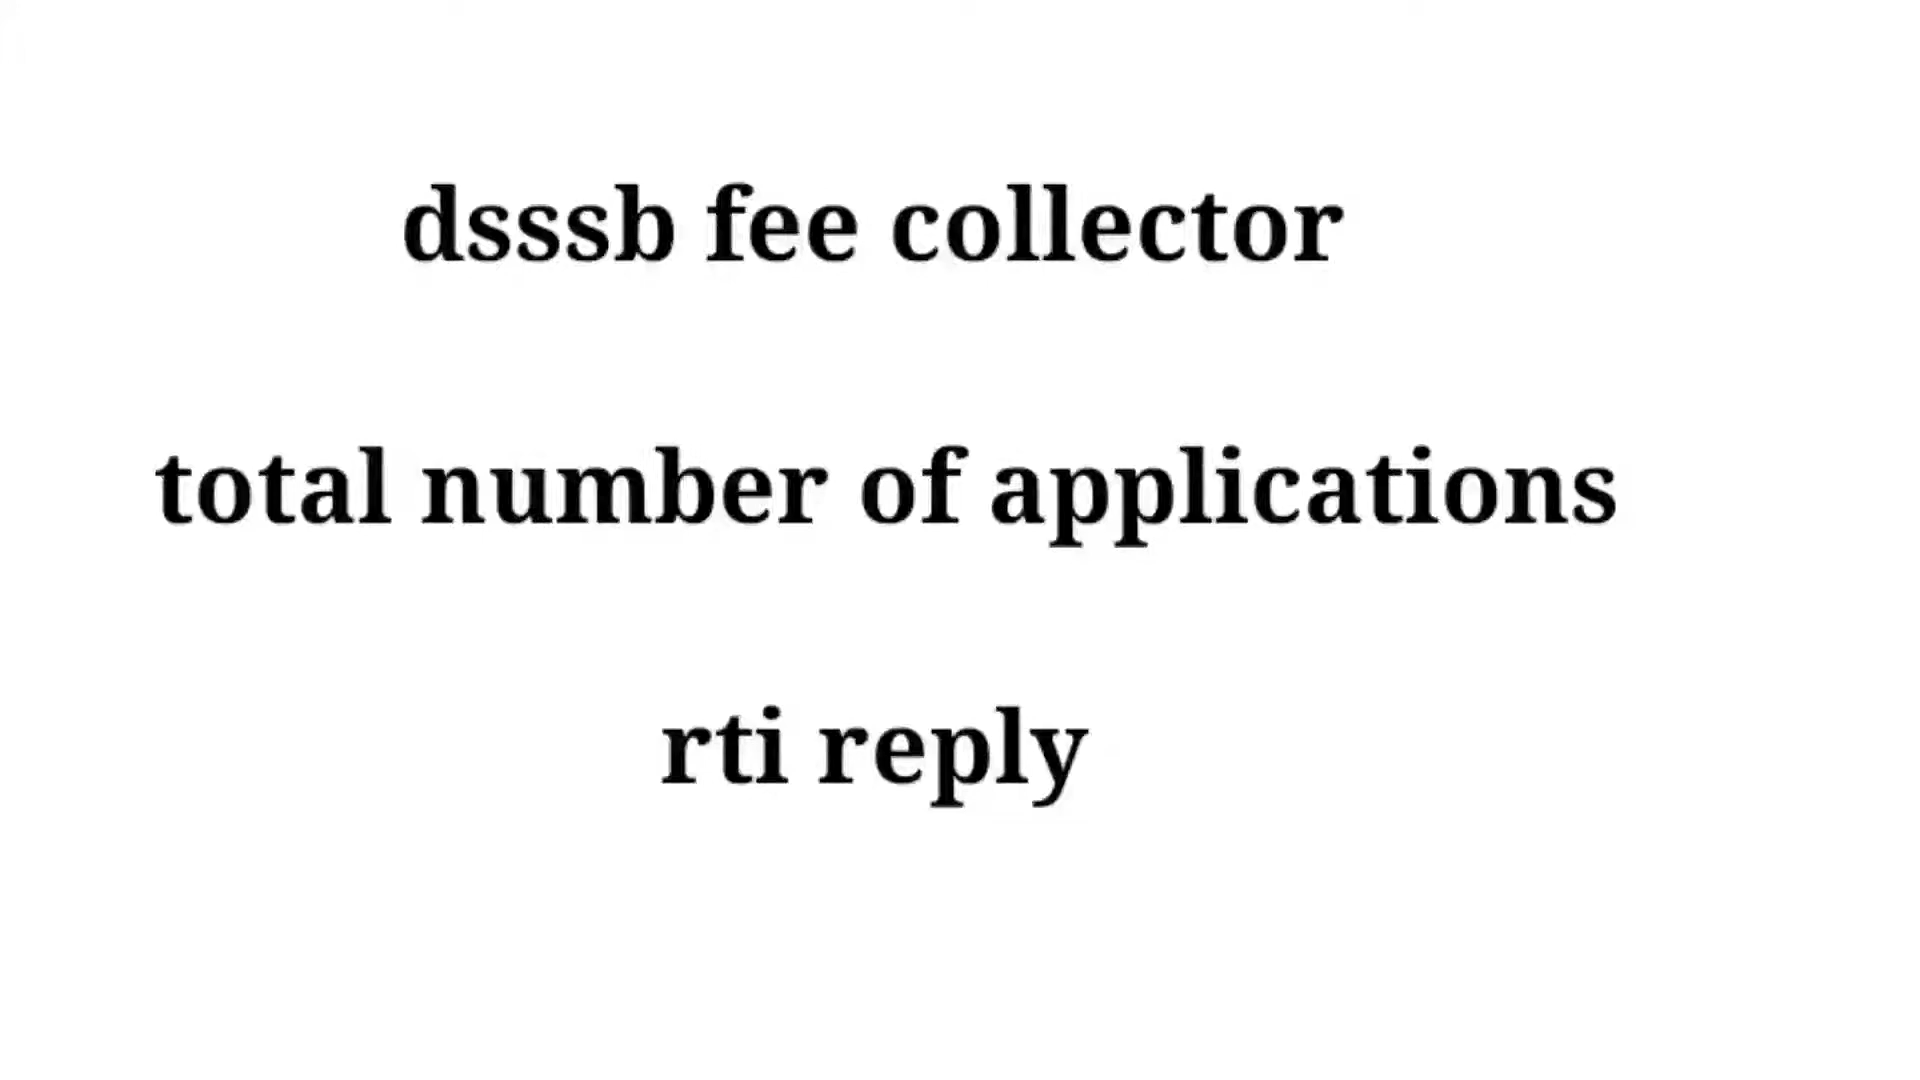 dsssb fee collector
total number of applications
rti reply